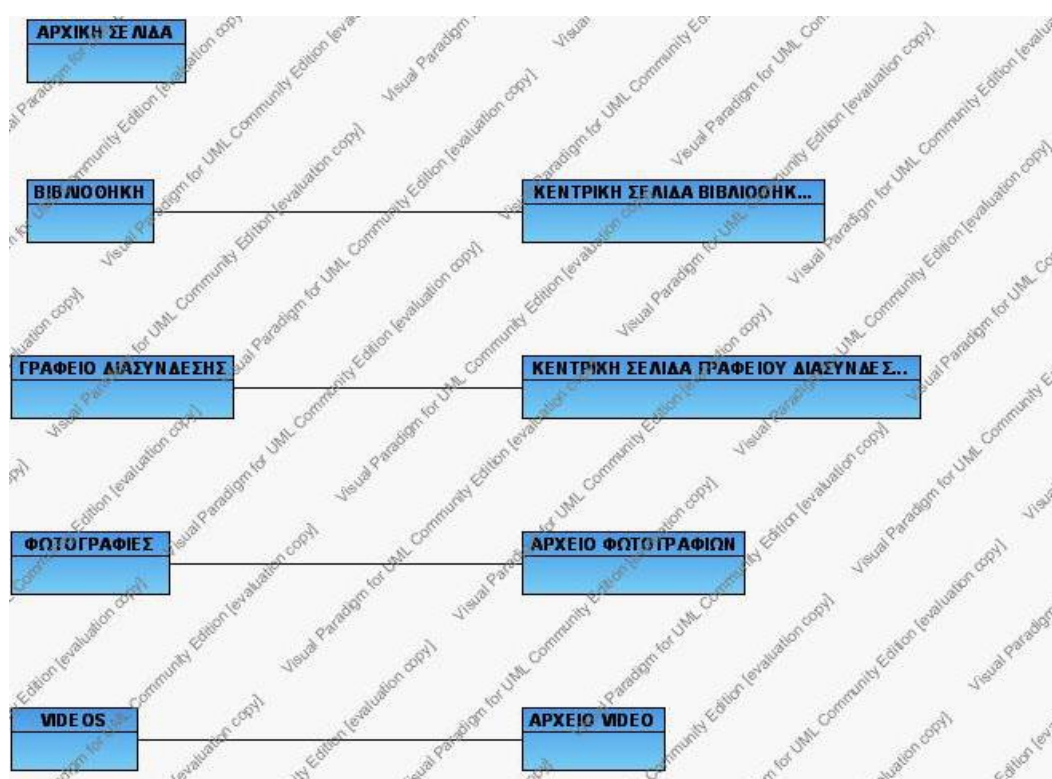 ΑΡΧΙΚΗ ΣΕΛΙΔΑ
ΒΙΒΛΙΟΘΗΚΗ
ΚΕΝΤΡΙΚΗ ΣΕΛΙΔΑ ΒΙΒΛΙΟΘΗΚ...
ΓΡΑΦΕΙΟ ΔΙΑΣΥΝΔΕΣΗΣ
ΚΕΝΤΡΙΚΗ ΣΕΛΙΔΑ ΓΡΑΦΕΙΟΥ ΔΙΑΣΥΝΔΕΣ...
ΦΩΤΟΓΡΑΦΙΕΣ
ΑΡΧΕΙΟ ΦΩΤΟΓΡΑΦΙΩΝ
VIDEOS
ΑΡΧΕΙΟ VIDEO
Visual Paradigm for UML Community Edition [evaluation copy]